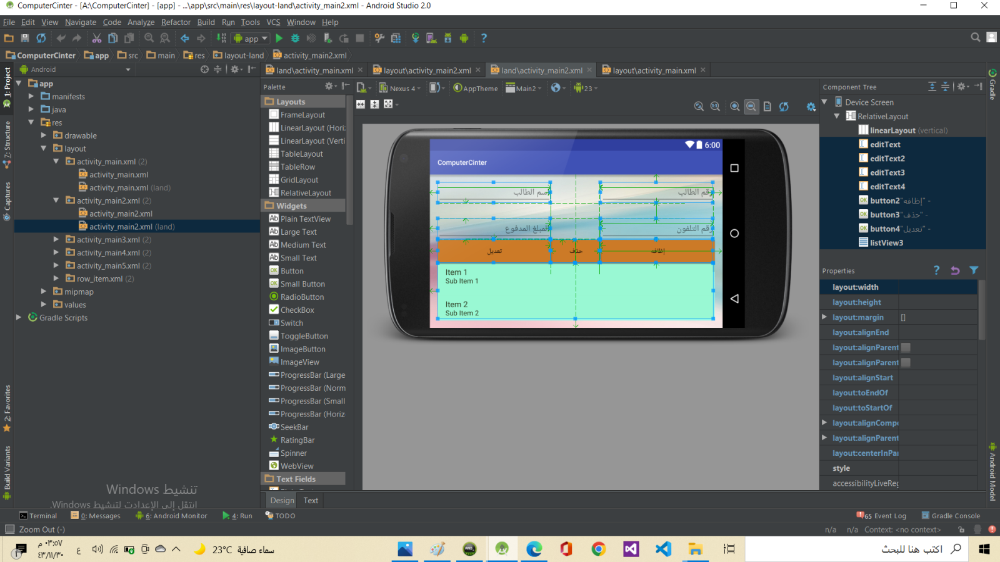 ComputerCinter - [A:\ComputerCinter] - [app] - ...\app\src\main\res\layout-land\activity_main2.xml - Android Studio 2.0
File Edit View Navigate Code Analyze Refactor Build Run Tools VCS Window Help
app
ComputerCinter app src main res layout-land activity_main2.xml
Android
land\activity_main.xml layout\activity_main2.xml land\activity_main2.xml layout\activity_main.xml
1: Project
Z: Structure
Captures
2: Favorites
Build Variants
app
manifests
java
res
drawable
layout
activity_main.xml (2)
activity_main.xml
activity_main.xml (land)
activity_main2.xml (2)
activity_main2.xml
activity_main2.xml (land)
activity_main3.xml (2)
activity_main4.xml (2)
activity_main5.xml (2)
row_item.xml (2)
mipmap
values
Gradle Scripts
تنشيط Windows
انتقل إلى الإعدادات لتنشيط Windows.
Palette
Layouts
FrameLayout
LinearLayout (Hori:
LinearLayout (Verti
TableLayout
TableRow
GridLayout
RelativeLayout
Widgets
Plain TextView
Large Text
Medium Text
Small Text
Button
Small Button
RadioButton
CheckBox
Switch
ToggleButton
ImageButton
ImageView
ProgressBar (Large
ProgressBar (Norm
ProgressBar (Small
ProgressBar (Horiz
SeekBar
RatingBar
Spinner
WebView
Text Fields
Design Text
Nexus 4 AppTheme Main2 23
6:00
ComputerCinter
رقم الطالب
اسم الطالب
رقم التلفون
المبلغ المدفوع
إظافه
حذف
تعديل
Item 1
Sub Item 1
Item 2
Sub Item 2
Component Tree
Device Screen
RelativeLayout
linearLayout (vertical)
editText
editText2
editText3
editText4
button2 - "إظافه"
button3 - "حذف"
button4 - "تعديل"
listView3
Properties
layout:width
layout:height
layout:margin []
layout:alignEnd
layout:alignParent
layout:alignParent
layout:alignStart
layout:toEndOf
layout:toStartOf
layout:alignCompo
layout:alignParent
layout:centerInPar
style
accessibilityLiveReg
Gradle
Android Model
Terminal 0: Messages 6: Android Monitor 4: Run TODO
65 Event Log Gradle Console
Zoom Out (-)
n/a n/a Context: <no context>
٠٣:٥٧ م
٤٣/١١/٣٠
ع
23°C سماء صافية
اكتب هنا للبحث